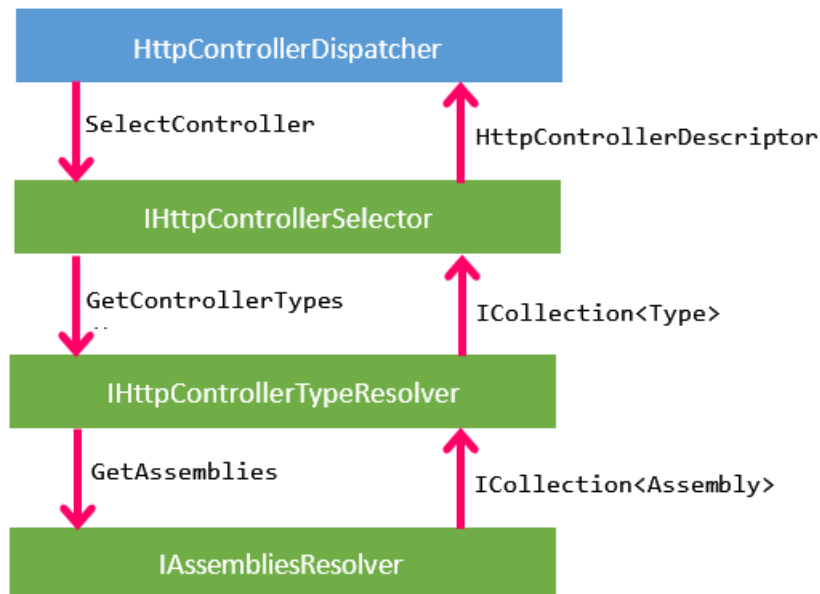 HttpControllerDispatcher
SelectController
HttpControllerDescriptor
IHttpControllerSelector
GetControllerTypes
ICollection<Type>
IHttpControllerTypeResolver
GetAssemblies
ICollection<Assembly>
IAssembliesResolver